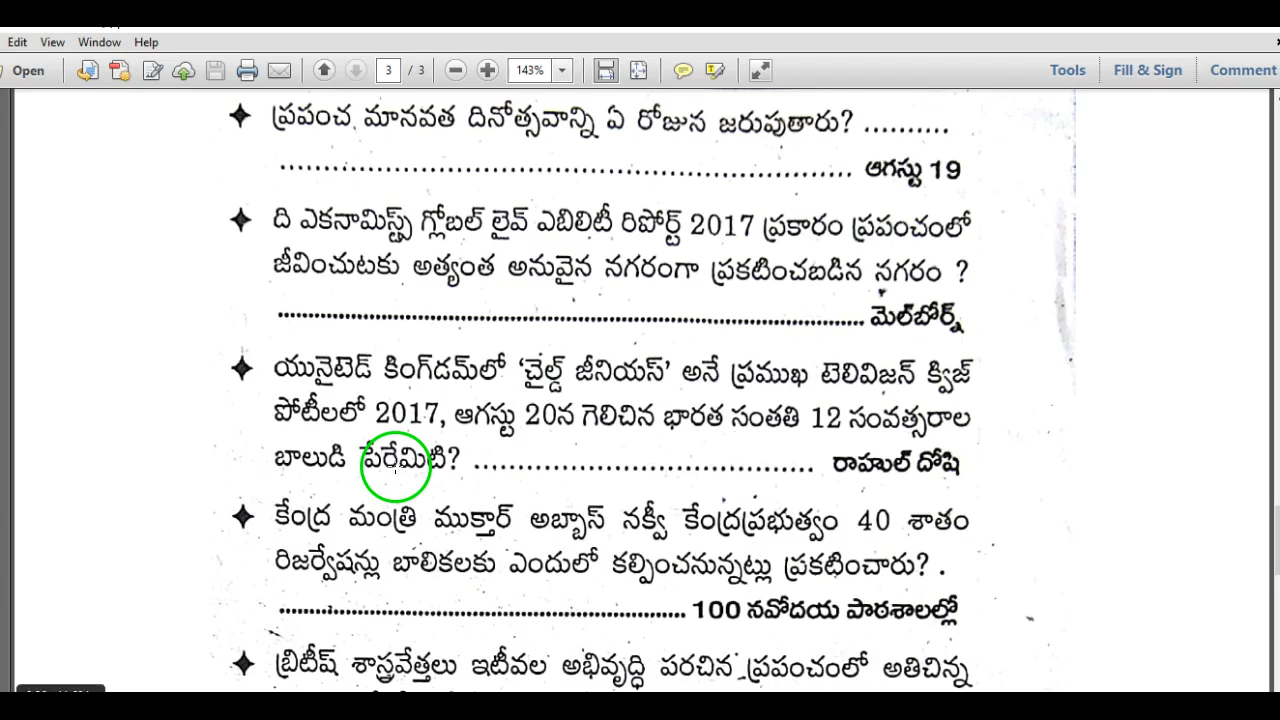 Edit View Window Help
Open 3 / 3 143% Tools Fill & Sign Comment
ప్రపంచ మానవత దినోత్సవాన్ని ఏ రోజున జరుపుతారు? ..........
.................................................................. ఆగస్టు 19
ది ఎకనామిస్ట్స్ గ్లోబల్ లైవ్ ఎబిలిటీ రిపోర్ట్ 2017 ప్రకారం ప్రపంచంలో
జీవించుటకు అత్యంత అనువైన నగరంగా ప్రకటించబడిన నగరం ?
.................................................................. మెల్‌బోర్న్
యునైటెడ్ కింగ్‌డమ్‌లో ‘చైల్డ్ జీనియస్’ అనే ప్రముఖ టెలివిజన్ క్విజ్
పోటీలలో 2017, ఆగస్టు 20న గెలిచిన భారత సంతతి 12 సంవత్సరాల
బాలుడి పేరేమిటి? ....................................... రాహుల్ దోషి
కేంద్ర మంత్రి ముక్తార్ అబ్బాస్ నక్వీ కేంద్రప్రభుత్వం 40 శాతం
రిజర్వేషన్లు బాలికలకు ఎందులో కల్పించనున్నట్లు ప్రకటించారు? .
.............................................. 100 నవోదయ పాఠశాలల్లో
బ్రిటీష్ శాస్త్రవేత్తలు ఇటీవల అభివృద్ధి పరచిన ప్రపంచంలో అతిచిన్న